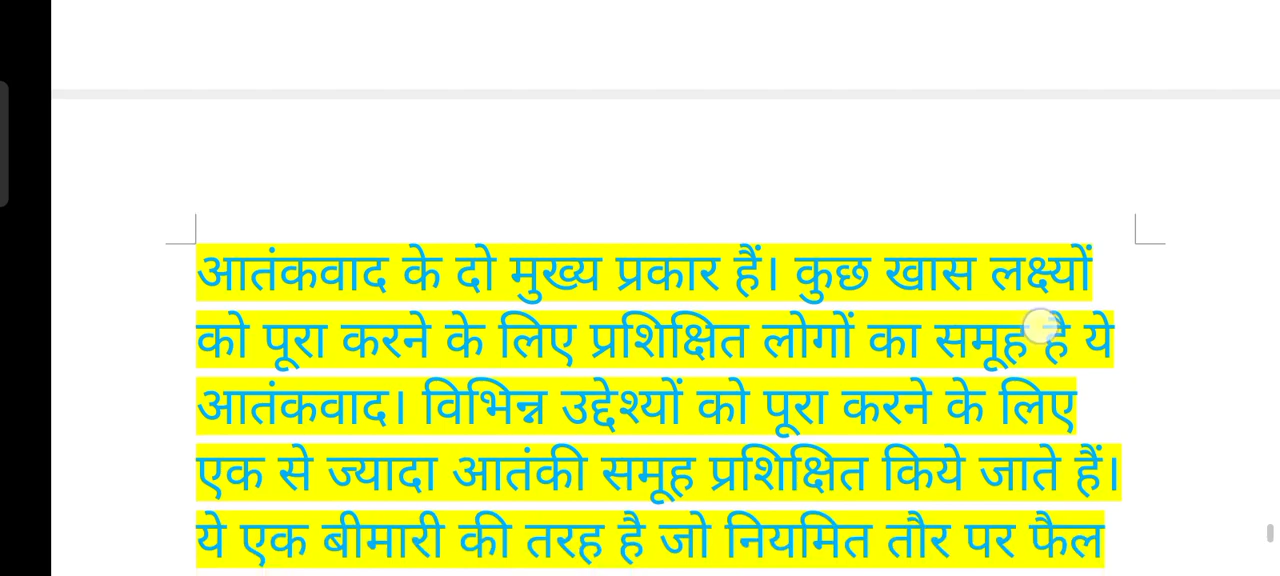 आतंकवाद के दो मुख्य प्रकार हैं। कुछ खास लक्ष्यों
को पूरा करने के लिए प्रशिक्षित लोगों का समूह है ये
आतंकवाद। विभिन्न उद्देश्यों को पूरा करने के लिए
एक से ज्यादा आतंकी समूह प्रशिक्षित किये जाते हैं।
ये एक बीमारी की तरह है जो नियमित तौर पर फैल